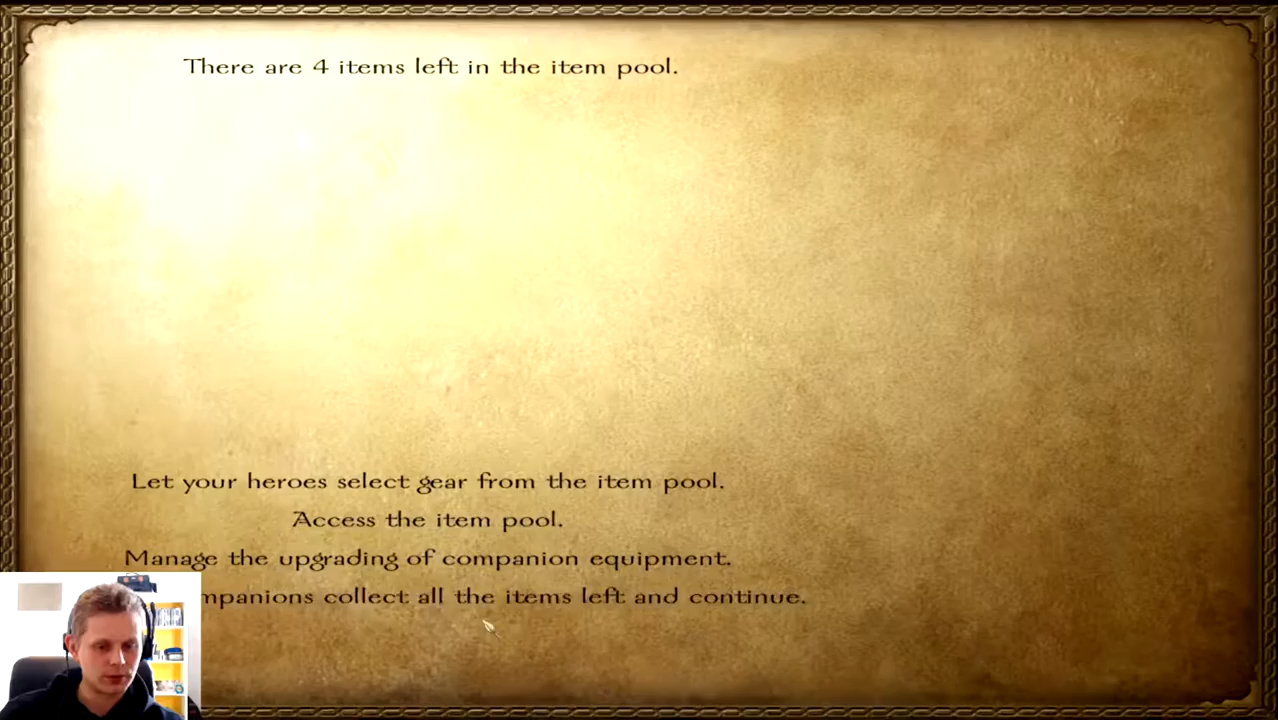 There are 4 items left in the item pool.
Let your heroes select gear from the item pool.
Access the item pool.
Manage the upgrading of companion equipment.
mpanions collect all the items left and continue.